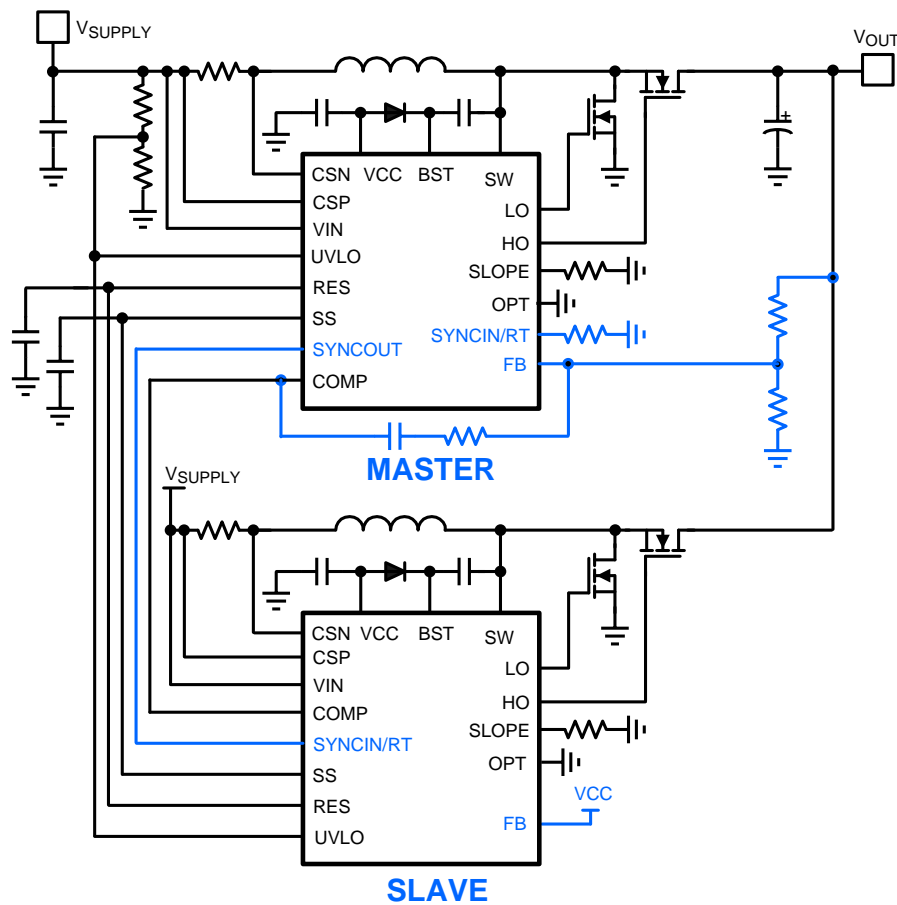 VSUPPLY
VOUT
+
CSN
VCC
BST
SW
CSP
LO
VIN
HO
UVLO
SLOPE
RES
OPT
SS
SYNCIN/RT
SYNCOUT
FB
COMP
MASTER
VSUPPLY
CSN
VCC
BST
SW
CSP
LO
VIN
HO
COMP
SLOPE
SYNCIN/RT
OPT
SS
VCC
RES
FB
UVLO
SLAVE